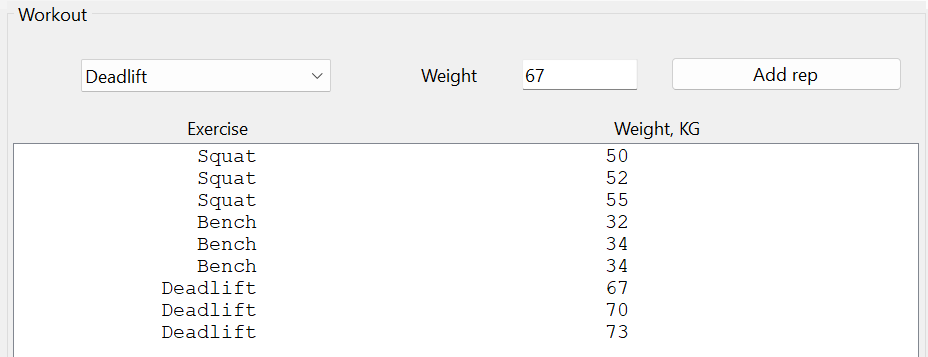 Workout
Deadlift Weight 67 Add rep
Exercise Weight, KG
Squat 50
Squat 52
Squat 55
Bench 32
Bench 34
Bench 34
Deadlift 67
Deadlift 70
Deadlift 73